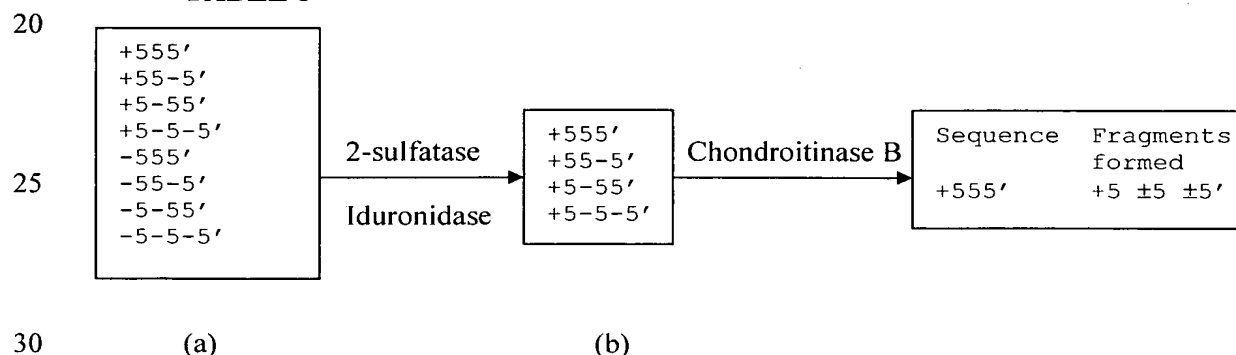 20
+555′
+55-5′
+5-55′
+5-5-5′
-555′
-55-5′
-5-55′
-5-5-5′
25
2-sulfatase
Iduronidase
+555′
+55-5′
+5-55′
+5-5-5′
Chondroitinase B
Sequence Fragments
formed
+555′ +5 ±5 ±5′
30 (a) (b)